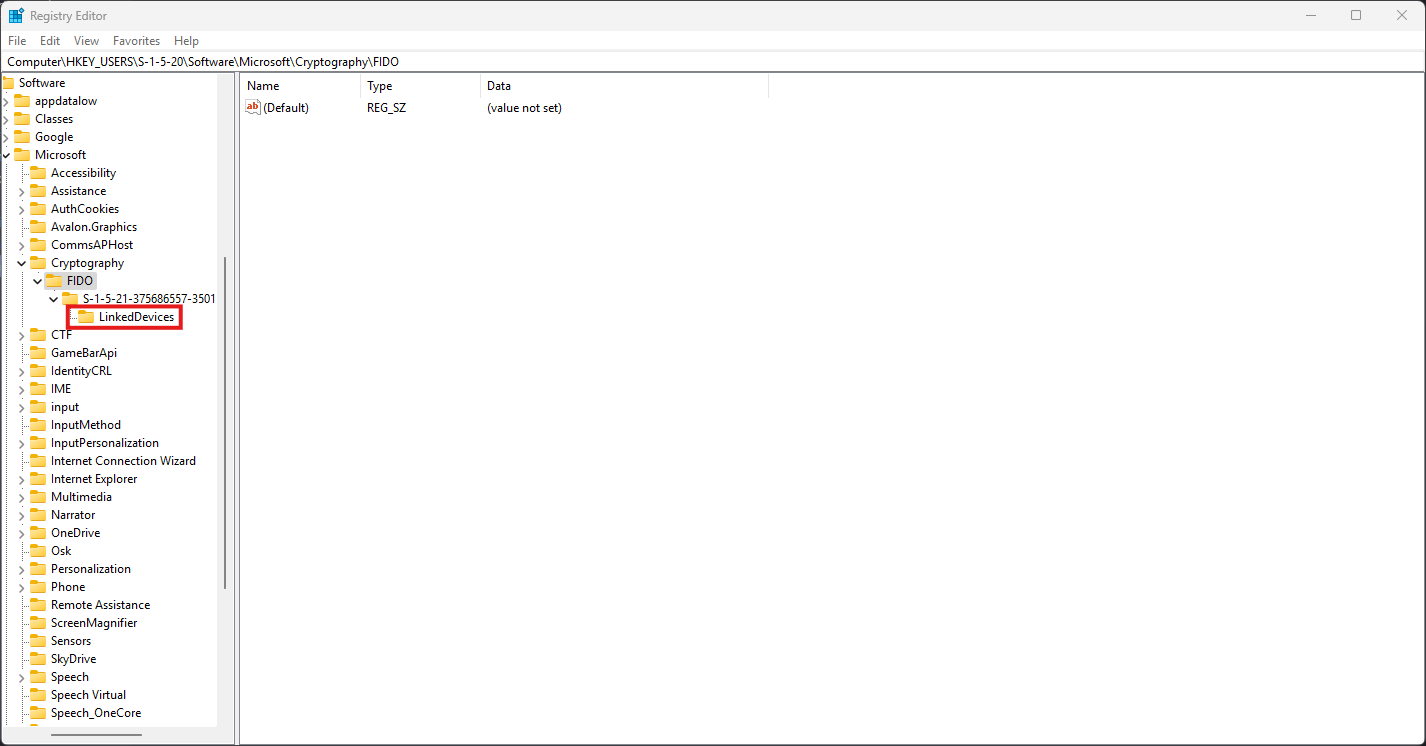 Registry Editor
File Edit View Favorites Help
Computer\HKEY_USERS\S-1-5-20\Software\Microsoft\Cryptography\FIDO
Software
appdatalow
Classes
Google
Microsoft
Accessibility
Assistance
AuthCookies
Avalon.Graphics
CommsAPHost
Cryptography
FIDO
S-1-5-21-375686557-3501
LinkedDevices
CTF
GameBarApi
IdentityCRL
IME
input
InputMethod
InputPersonalization
Internet Connection Wizard
Internet Explorer
Multimedia
Narrator
OneDrive
Osk
Personalization
Phone
Remote Assistance
ScreenMagnifier
Sensors
SkyDrive
Speech
Speech Virtual
Speech_OneCore
Name Type Data
ab (Default) REG_SZ (value not set)